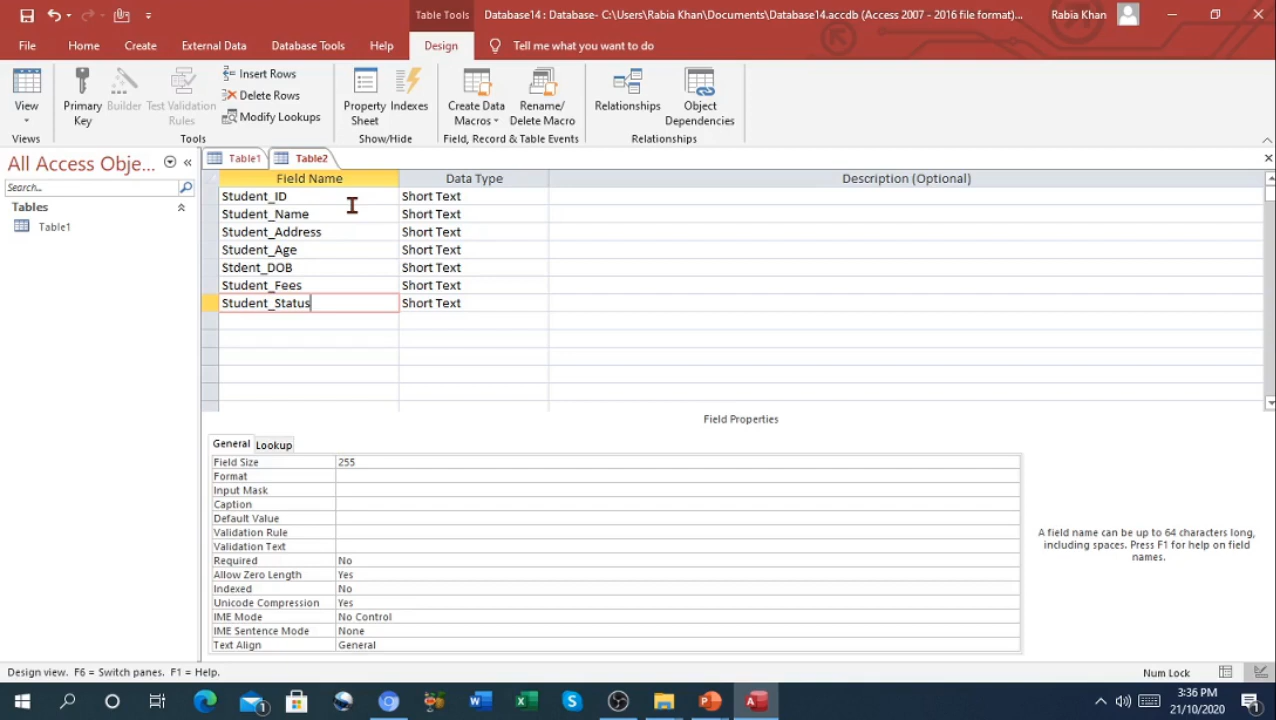 Table Tools
Database14 : Database- C:\Users\Rabia Khan\Documents\Database14.accdb (Access 2007 - 2016 file format)...
Rabia Khan
File Home Create External Data Database Tools Help Design Tell me what you want to do
View
Primary Key
Builder
Test Validation Rules
Insert Rows
Delete Rows
Modify Lookups
Property Sheet
Indexes
Create Data Macros
Rename/ Delete Macro
Relationships
Object Dependencies
Views Tools Show/Hide Field, Record & Table Events Relationships
All Access Obje...
Search...
Tables
Table1
Table1 Table2
Field Name Data Type Description (Optional)
Student_ID Short Text
Student_Name Short Text
Student_Address Short Text
Student_Age Short Text
Stdent_DOB Short Text
Student_Fees Short Text
Student_Status Short Text
Field Properties
General Lookup
Field Size 255
Format
Input Mask
Caption
Default Value
Validation Rule
Validation Text
Required No
Allow Zero Length Yes
Indexed No
Unicode Compression Yes
IME Mode No Control
IME Sentence Mode None
Text Align General
A field name can be up to 64 characters long,
including spaces. Press F1 for help on field
names.
Design view. F6 = Switch panes. F1 = Help.
Num Lock
3:36 PM
21/10/2020